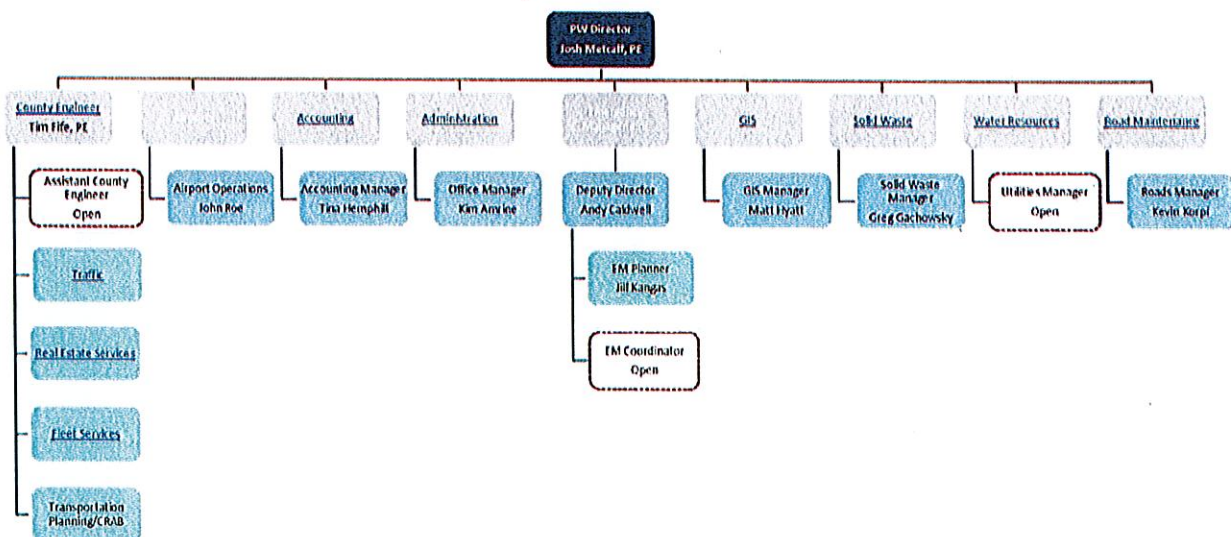 PW Director
Josh Metcalf, PE
County Engineer
Tim Fife, PE
Accounting
Administration
GIS
Solid Waste
Water Resources
Road Maintenance
Assistant County
Engineer
Open
Airport Operations
John Roe
Accounting Manager
Tina Hemphill
Office Manager
Kim Anvine
Deputy Director
Andy Caldwell
GIS Manager
Matt Hyatt
Solid Waste
Manager
Greg Gachowsky
Utilities Manager
Open
Roads Manager
Kevin Korpi
Traffic
EM Planner
Jill Kangas
Real Estate Services
EM Coordinator
Open
Fleet Services
Transportation
Planning/CRAB